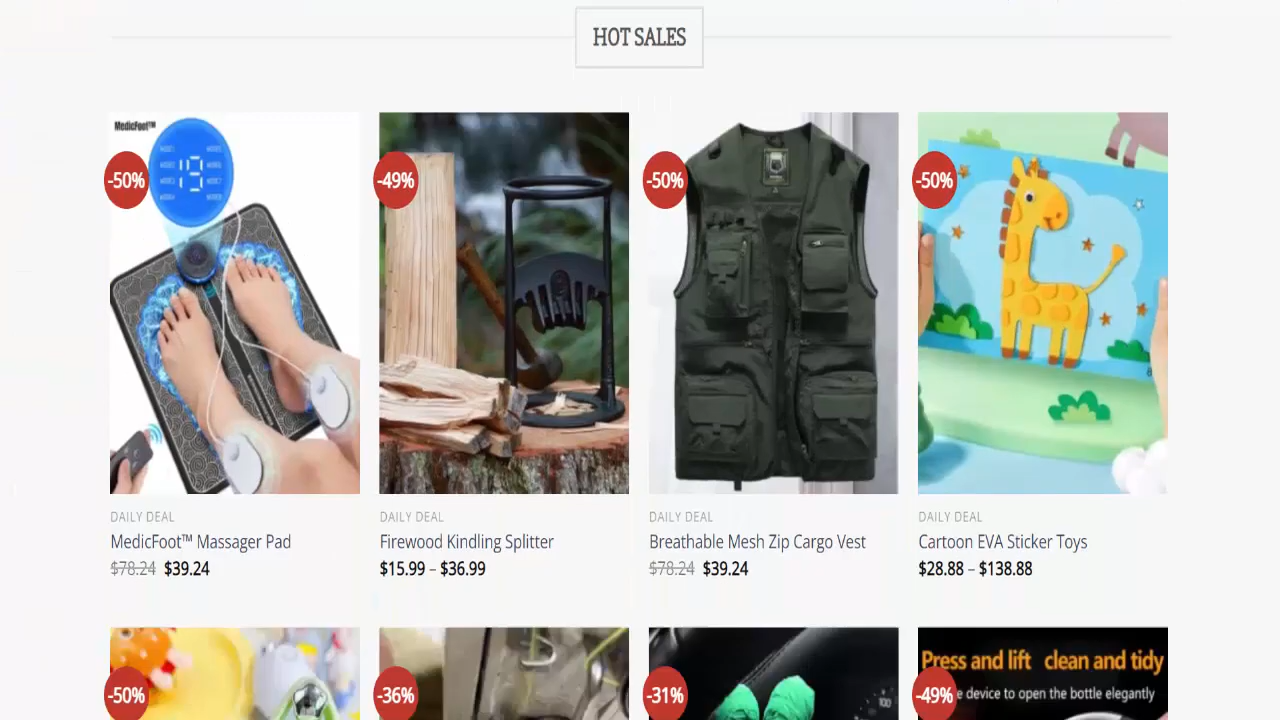 HOT SALES
MedicFoot™
19
-50%
-49%
-50%
-50%
DAILY DEAL
MedicFoot™ Massager Pad
$78.24 $39.24
DAILY DEAL
Firewood Kindling Splitter
$15.99 – $36.99
DAILY DEAL
Breathable Mesh Zip Cargo Vest
$78.24 $39.24
DAILY DEAL
Cartoon EVA Sticker Toys
$28.88 – $138.88
-50%
-36%
-31%
100
-49%
Press and lift clean and tidy
e device to open the bottle elegantly